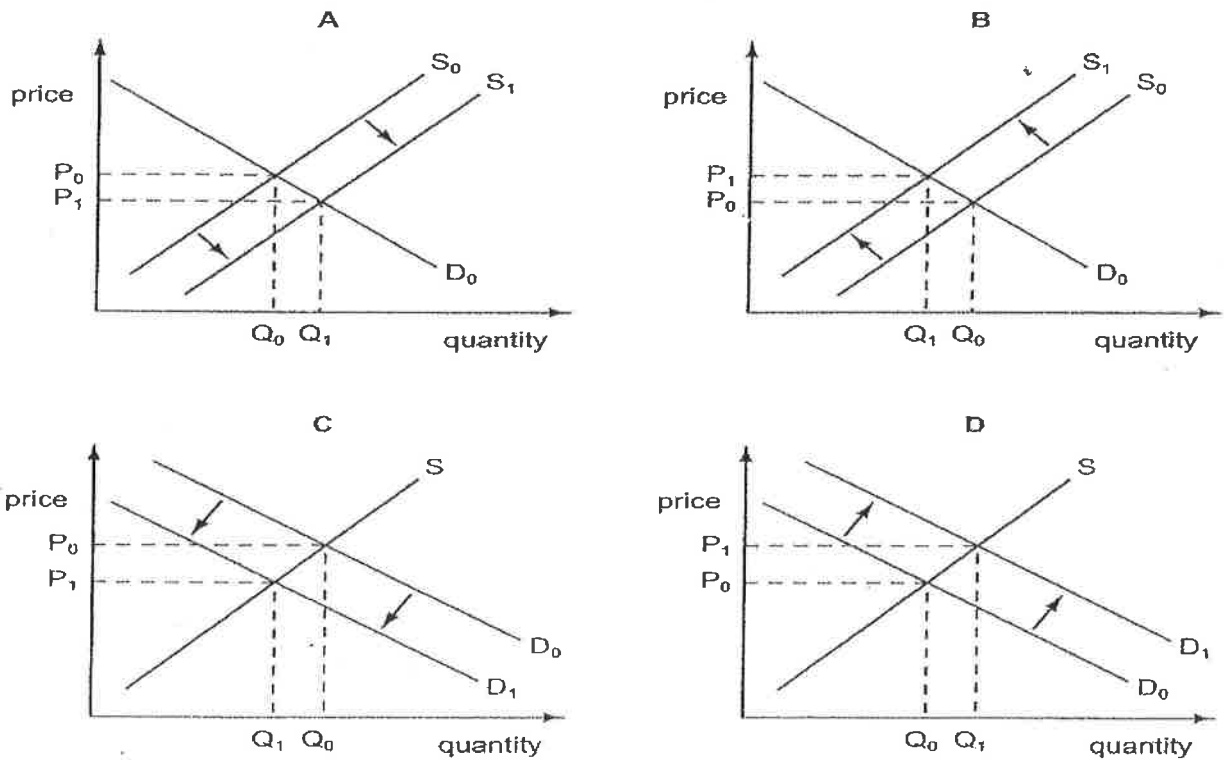 A
price
S₀
S₁
P₀
P₁
D₀
Q₀ Q₁ quantity
B
price
S₁
S₀
P₁
P₀
D₀
Q₁ Q₀ quantity
C
price
S
P₀
P₁
D₀
D₁
Q₁ Q₀ quantity
D
price
S
P₁
P₀
D₁
D₀
Q₀ Q₁ quantity